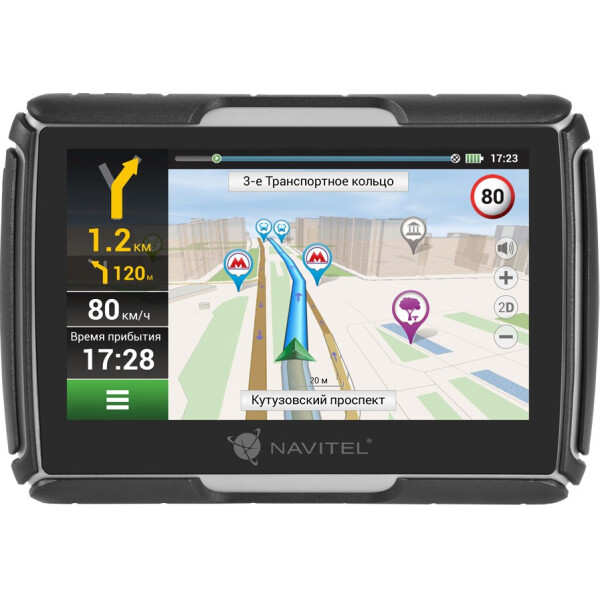 17:23
3-е Транспортное кольцо
80
1.2 км
120 м
80 км/ч
Время прибытия
17:28
2D
20 м
Кутузовский проспект
NAVITEL®